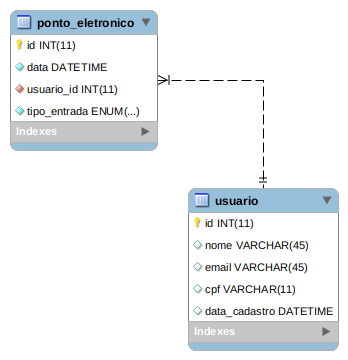 ponto_eletronico
id INT(11)
data DATETIME
usuario_id INT(11)
tipo_entrada ENUM(...)
Indexes
usuario
id INT(11)
nome VARCHAR(45)
email VARCHAR(45)
cpf VARCHAR(11)
data_cadastro DATETIME
Indexes